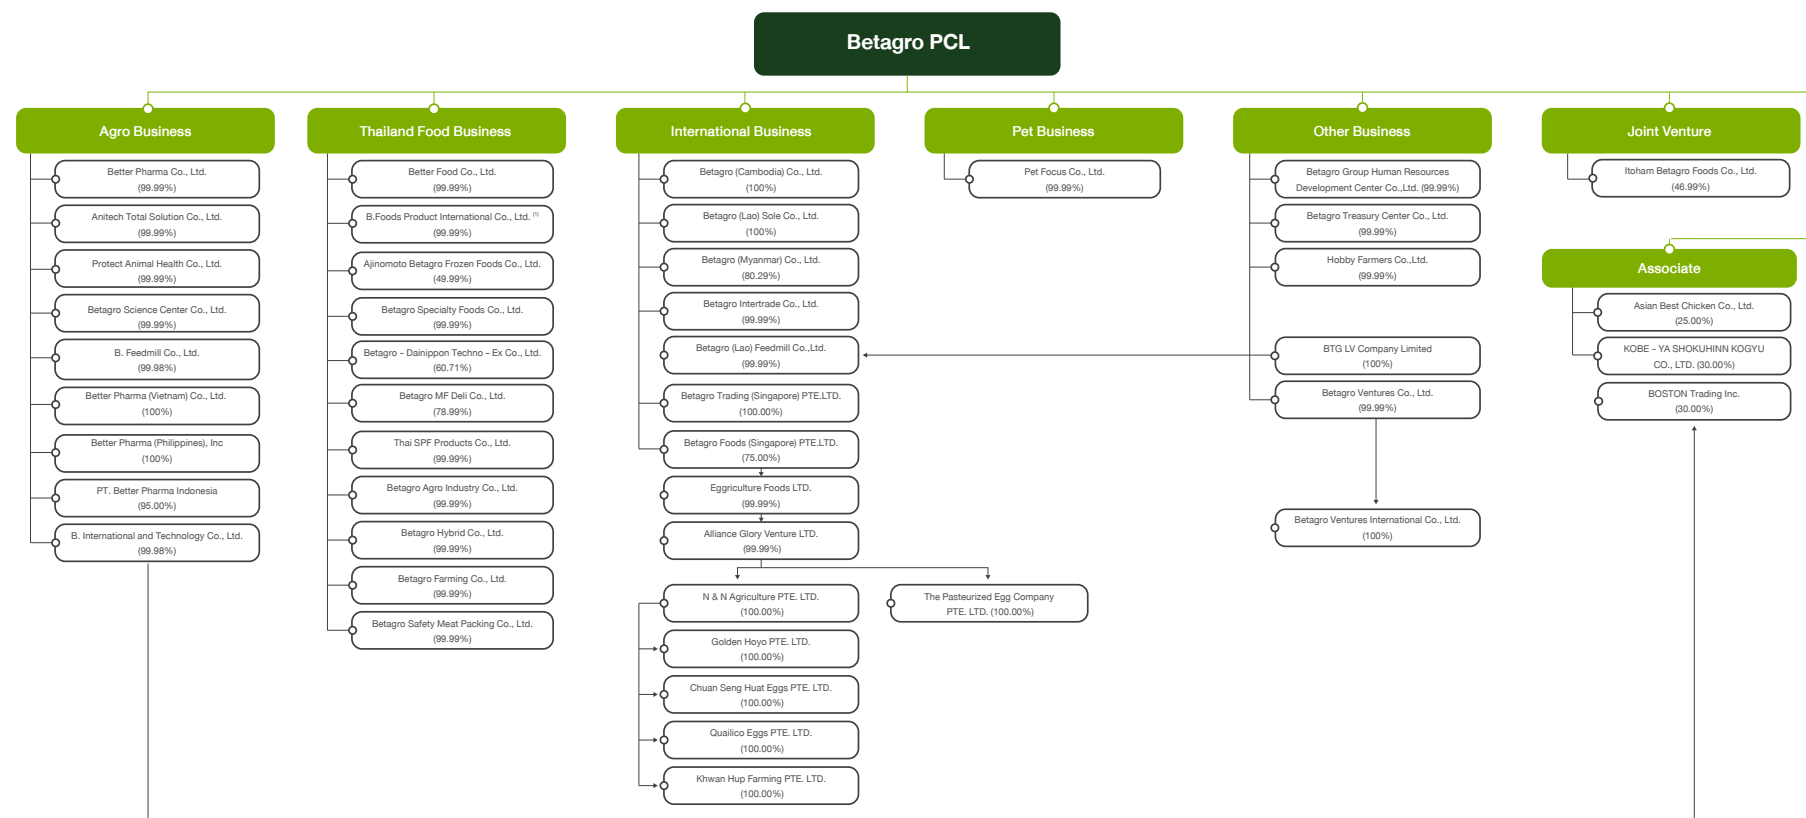 Betagro PCL
Agro Business
Better Pharma Co., Ltd.
(99.99%)
Anitech Total Solution Co., Ltd.
(99.99%)
Protect Animal Health Co., Ltd.
(99.99%)
Betagro Science Center Co., Ltd.
(99.99%)
B. Feedmill Co., Ltd.
(99.98%)
Better Pharma (Vietnam) Co., Ltd.
(100%)
Better Pharma (Philippines), Inc
(100%)
PT. Better Pharma Indonesia
(95.00%)
B. International and Technology Co., Ltd.
(99.98%)
Thailand Food Business
Better Food Co., Ltd.
(99.99%)
B.Foods Product International Co., Ltd. (1)
(99.99%)
Ajinomoto Betagro Frozen Foods Co., Ltd.
(49.99%)
Betagro Specialty Foods Co., Ltd.
(99.99%)
Betagro - Dainippon Techno - Ex Co., Ltd.
(60.71%)
Betagro MF Deli Co., Ltd.
(78.99%)
Thai SPF Products Co., Ltd.
(99.99%)
Betagro Agro Industry Co., Ltd.
(99.99%)
Betagro Hybrid Co., Ltd.
(99.99%)
Betagro Farming Co., Ltd.
(99.99%)
Betagro Safety Meat Packing Co., Ltd.
(99.99%)
International Business
Betagro (Cambodia) Co., Ltd.
(100%)
Betagro (Lao) Sole Co., Ltd.
(100%)
Betagro (Myanmar) Co., Ltd.
(80.29%)
Betagro Intertrade Co., Ltd.
(99.99%)
Betagro (Lao) Feedmill Co.,Ltd.
(99.99%)
Betagro Trading (Singapore) PTE.LTD.
(100.00%)
Betagro Foods (Singapore) PTE.LTD.
(75.00%)
Eggriculture Foods LTD.
(99.99%)
Alliance Glory Venture LTD.
(99.99%)
N & N Agriculture PTE. LTD.
(100.00%)
The Pasteurized Egg Company
PTE. LTD. (100.00%)
Golden Hoyo PTE. LTD.
(100.00%)
Chuan Seng Huat Eggs PTE. LTD.
(100.00%)
Quailico Eggs PTE. LTD.
(100.00%)
Khwan Hup Farming PTE. LTD.
(100.00%)
Pet Business
Pet Focus Co., Ltd.
(99.99%)
Other Business
Betagro Group Human Resources
Development Center Co.,Ltd. (99.99%)
Betagro Treasury Center Co., Ltd.
(99.99%)
Hobby Farmers Co.,Ltd.
(99.99%)
BTG LV Company Limited
(100%)
Betagro Ventures Co., Ltd.
(99.99%)
Betagro Ventures International Co., Ltd.
(100%)
Joint Venture
Itoham Betagro Foods Co., Ltd.
(46.99%)
Associate
Asian Best Chicken Co., Ltd.
(25.00%)
KOBE - YA SHOKUHINN KOGYU
CO., LTD. (30.00%)
BOSTON Trading Inc.
(30.00%)